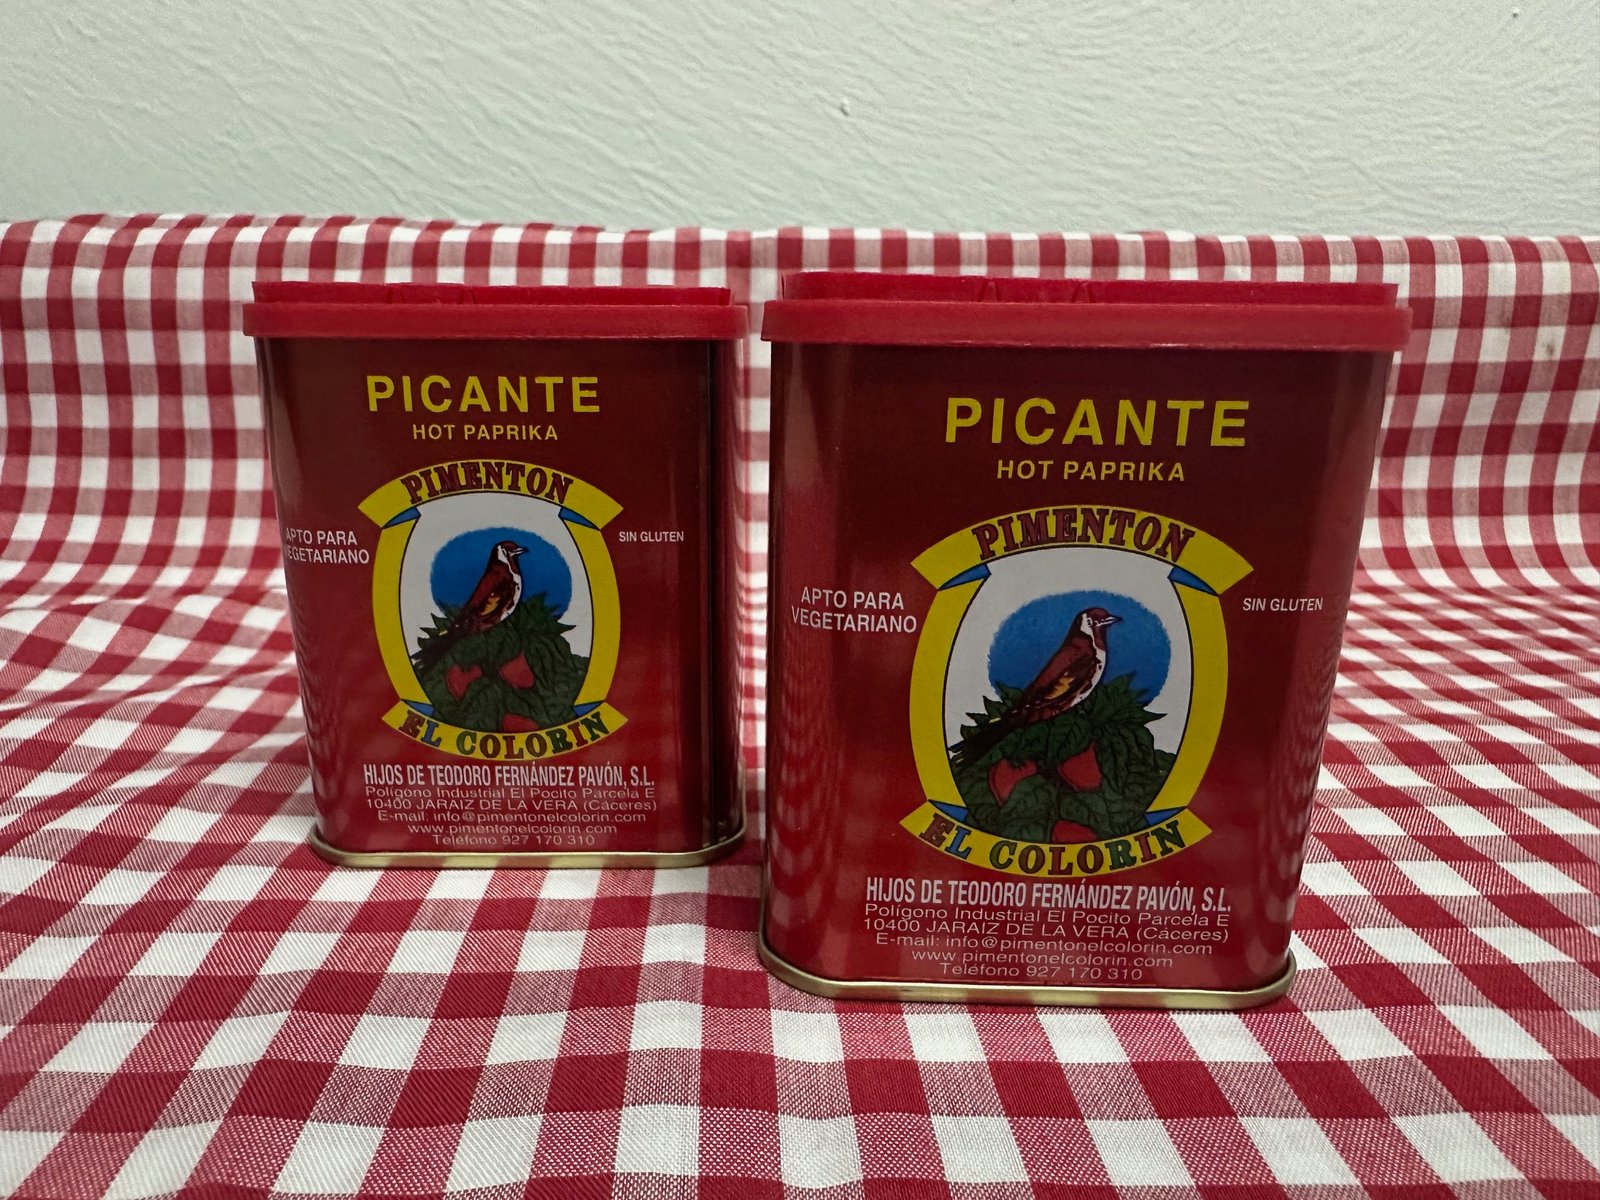 PICANTE
HOT PAPRIKA
PIMENTON
APTO PARA
VEGETARIANO
SIN GLUTEN
EL COLORIN
HIJOS DE TEODORO FERNÁNDEZ PAVÓN, S.L.
Polígono Industrial El Pocito Parcela E
10400 JARAIZ DE LA VERA (Cáceres)
E-mail: info@pimentonelcolorin.com
www.pimentonelcolorin.com
Teléfono 927 170 310
PICANTE
HOT PAPRIKA
PIMENTON
APTO PARA
VEGETARIANO
SIN GLUTEN
EL COLORIN
HIJOS DE TEODORO FERNÁNDEZ PAVÓN, S.L.
Polígono Industrial El Pocito Parcela E
10400 JARAIZ DE LA VERA (Cáceres)
E-mail: info@pimentonelcolorin.com
www.pimentonelcolorin.com
Teléfono 927 170 310